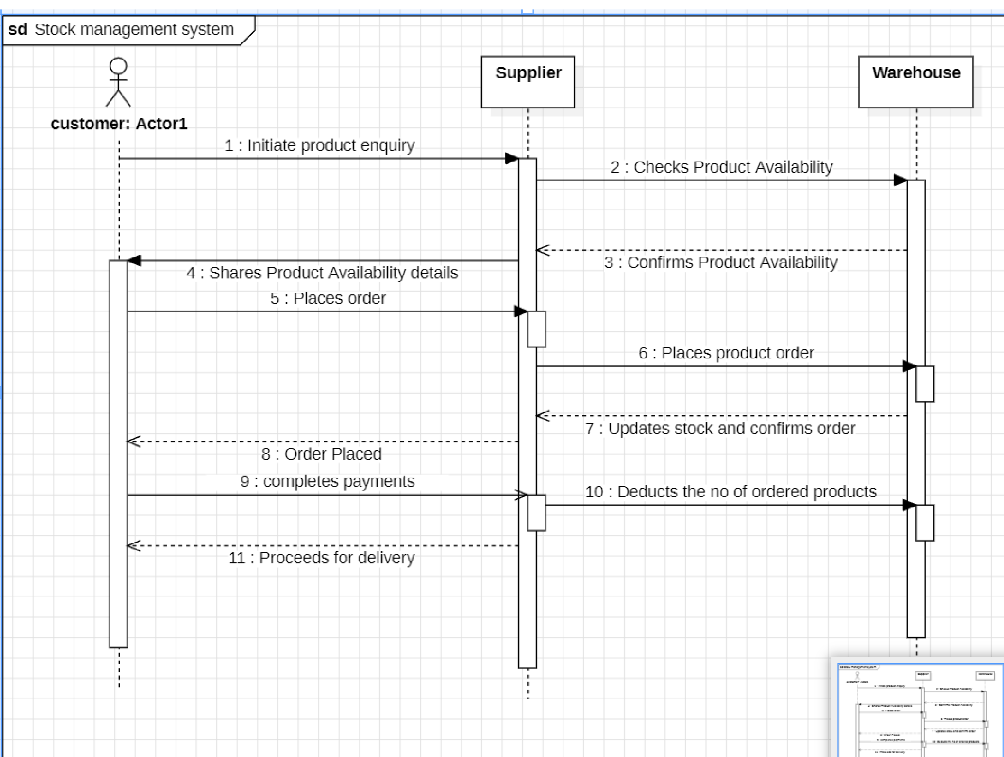 sd Stock management system
Supplier
Warehouse
customer: Actor1
1 : Initiate product enquiry
2 : Checks Product Availability
3 : Confirms Product Availability
4 : Shares Product Availability details
5 : Places order
6 : Places product order
7 : Updates stock and confirms order
8 : Order Placed
9 : completes payments
10 : Deducts the no of ordered products
11 : Proceeds for delivery